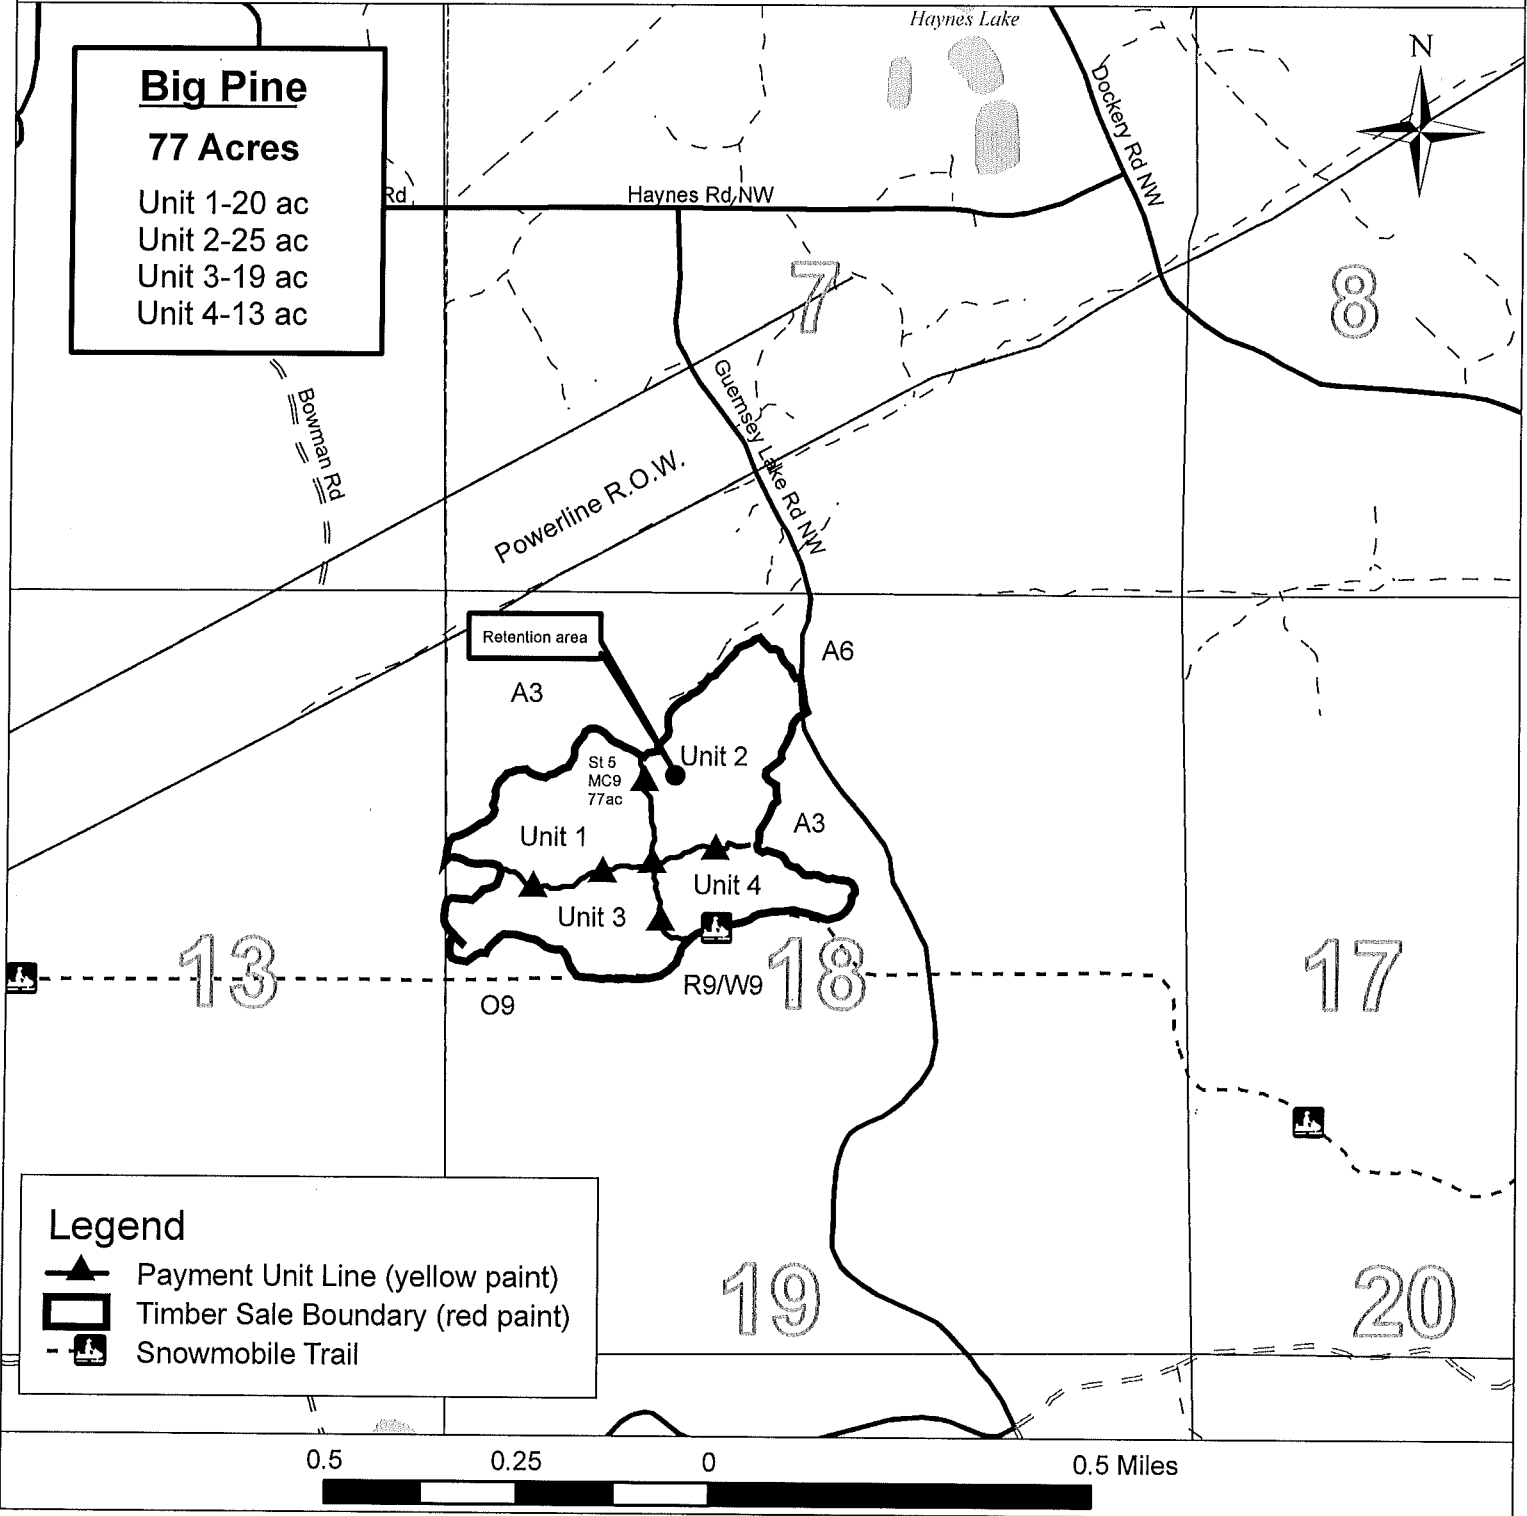 Haynes Lake
N
Big Pine
77 Acres
Unit 1-20 ac
Unit 2-25 ac
Unit 3-19 ac
Unit 4-13 ac
Rd
Haynes Rd NW
Dockery Rd NW
7
8
Guernsey Lake Rd NW
Bowman Rd
Powerline R.O.W.
Retention area
A6
A3
Unit 2
St 5
MC9
77ac
Unit 1
A3
Unit 4
Unit 3
13
18
17
R9/W9
O9
Legend
Payment Unit Line (yellow paint)
Timber Sale Boundary (red paint)
Snowmobile Trail
19
20
0.5 0.25 0 0.5 Miles